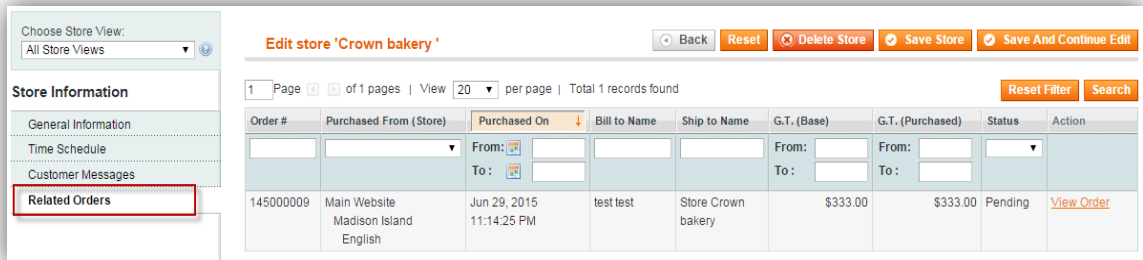 Choose Store View:
All Store Views
Edit store 'Crown bakery '
Back Reset Delete Store Save Store Save And Continue Edit
Store Information
General Information
Time Schedule
Customer Messages
Related Orders
1 Page of 1 pages | View 20 per page | Total 1 records found
Reset Filter Search
Order # Purchased From (Store) Purchased On Bill to Name Ship to Name G.T. (Base) G.T. (Purchased) Status Action
From: From: From:
To : To : To :
145000009 Main Website Jun 29, 2015 test test Store Crown $333.00 $333.00 Pending View Order
Madison Island 11:14:25 PM bakery
English